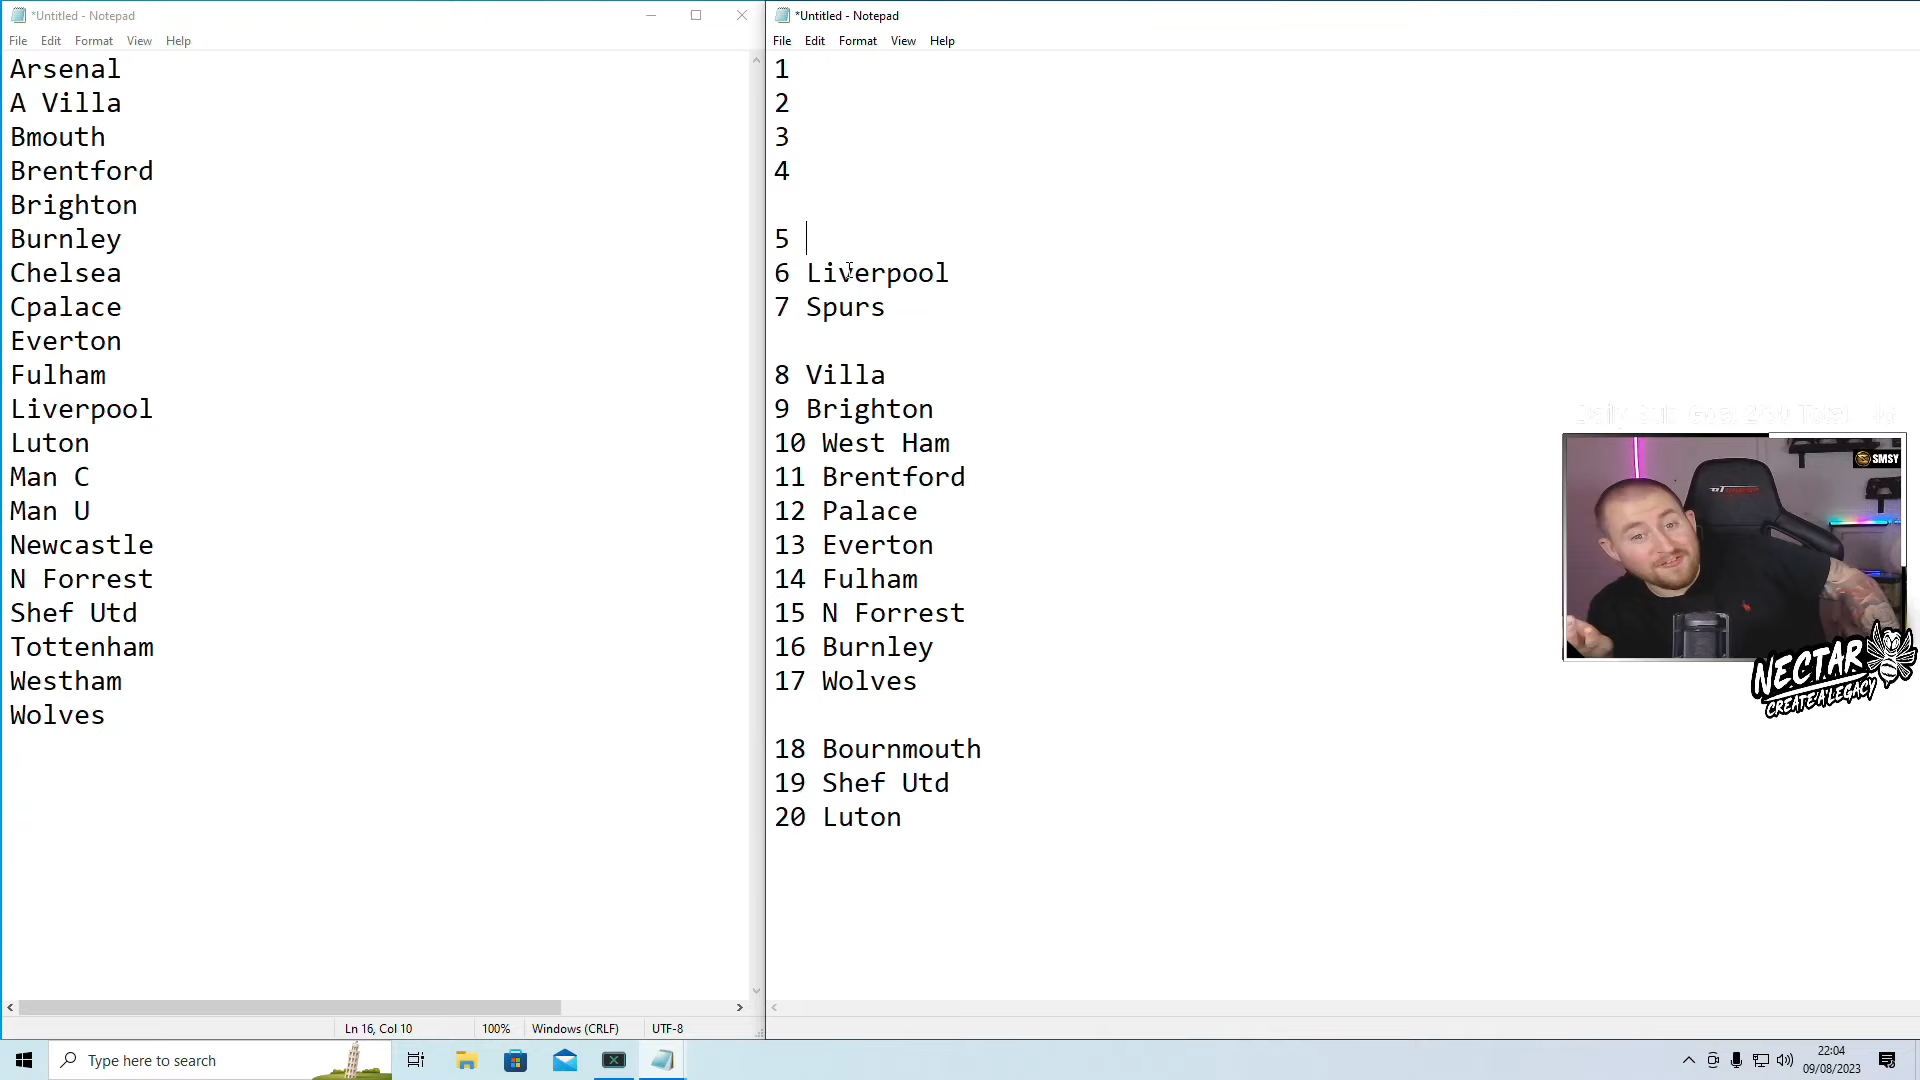 *Untitled - Notepad
File Edit Format View Help
Arsenal
A Villa
Bmouth
Brentford
Brighton
Burnley
Chelsea
Cpalace
Everton
Fulham
Liverpool
Luton
Man C
Man U
Newcastle
N Forrest
Shef Utd
Tottenham
Westham
Wolves
Ln 16, Col 10 100% Windows (CRLF) UTF-8
*Untitled - Notepad
File Edit Format View Help
1
2
3
4
5
6 Liverpool
7 Spurs
8 Villa
9 Brighton
10 West Ham
11 Brentford
12 Palace
13 Everton
14 Fulham
15 N Forrest
16 Burnley
17 Wolves
18 Bournmouth
19 Shef Utd
20 Luton
SMSY
NECTAR
CREATE A LEGACY
Type here to search
22:04
09/08/2023